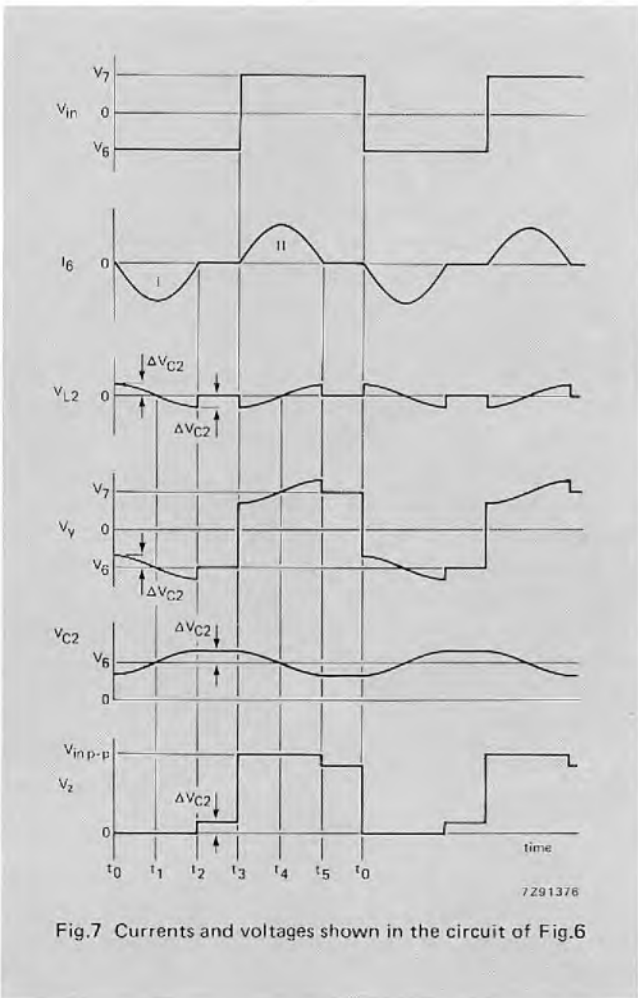 V7
Vin 0
V6
I6 0
I
II
ΔVC2
VL2 0
ΔVC2
V7
Vy 0
V6
ΔVC2
VC2
ΔVC2
V6
0
Vin p-p
Vz
ΔVC2
0
time
t0 t1 t2 t3 t4 t5 t0
7Z91376
Fig.7 Currents and voltages shown in the circuit of Fig.6